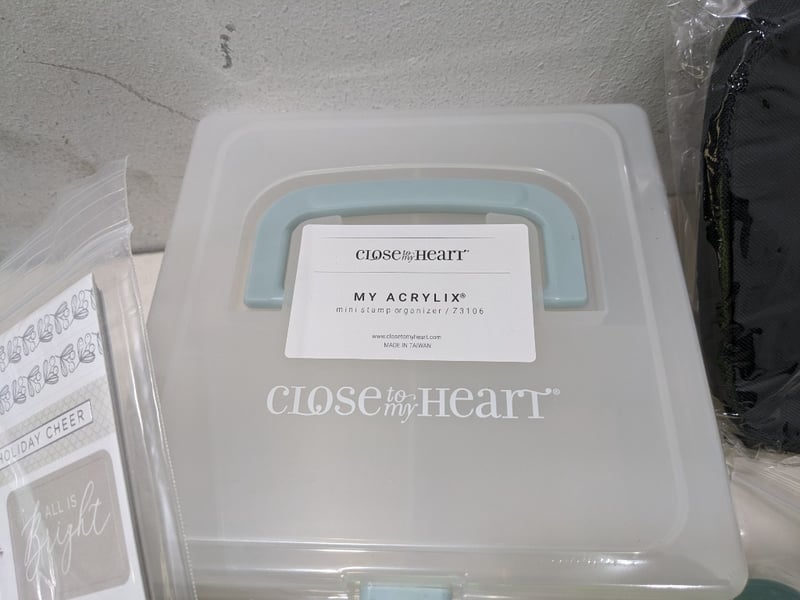 CLOSE to my HEART®
MY ACRYLIX®
mini stamp organizer / Z3106
www.closetomyheart.com
MADE IN TAIWAN
CLOSE to my HEART®
HOLIDAY CHEER
ALL IS
Bright